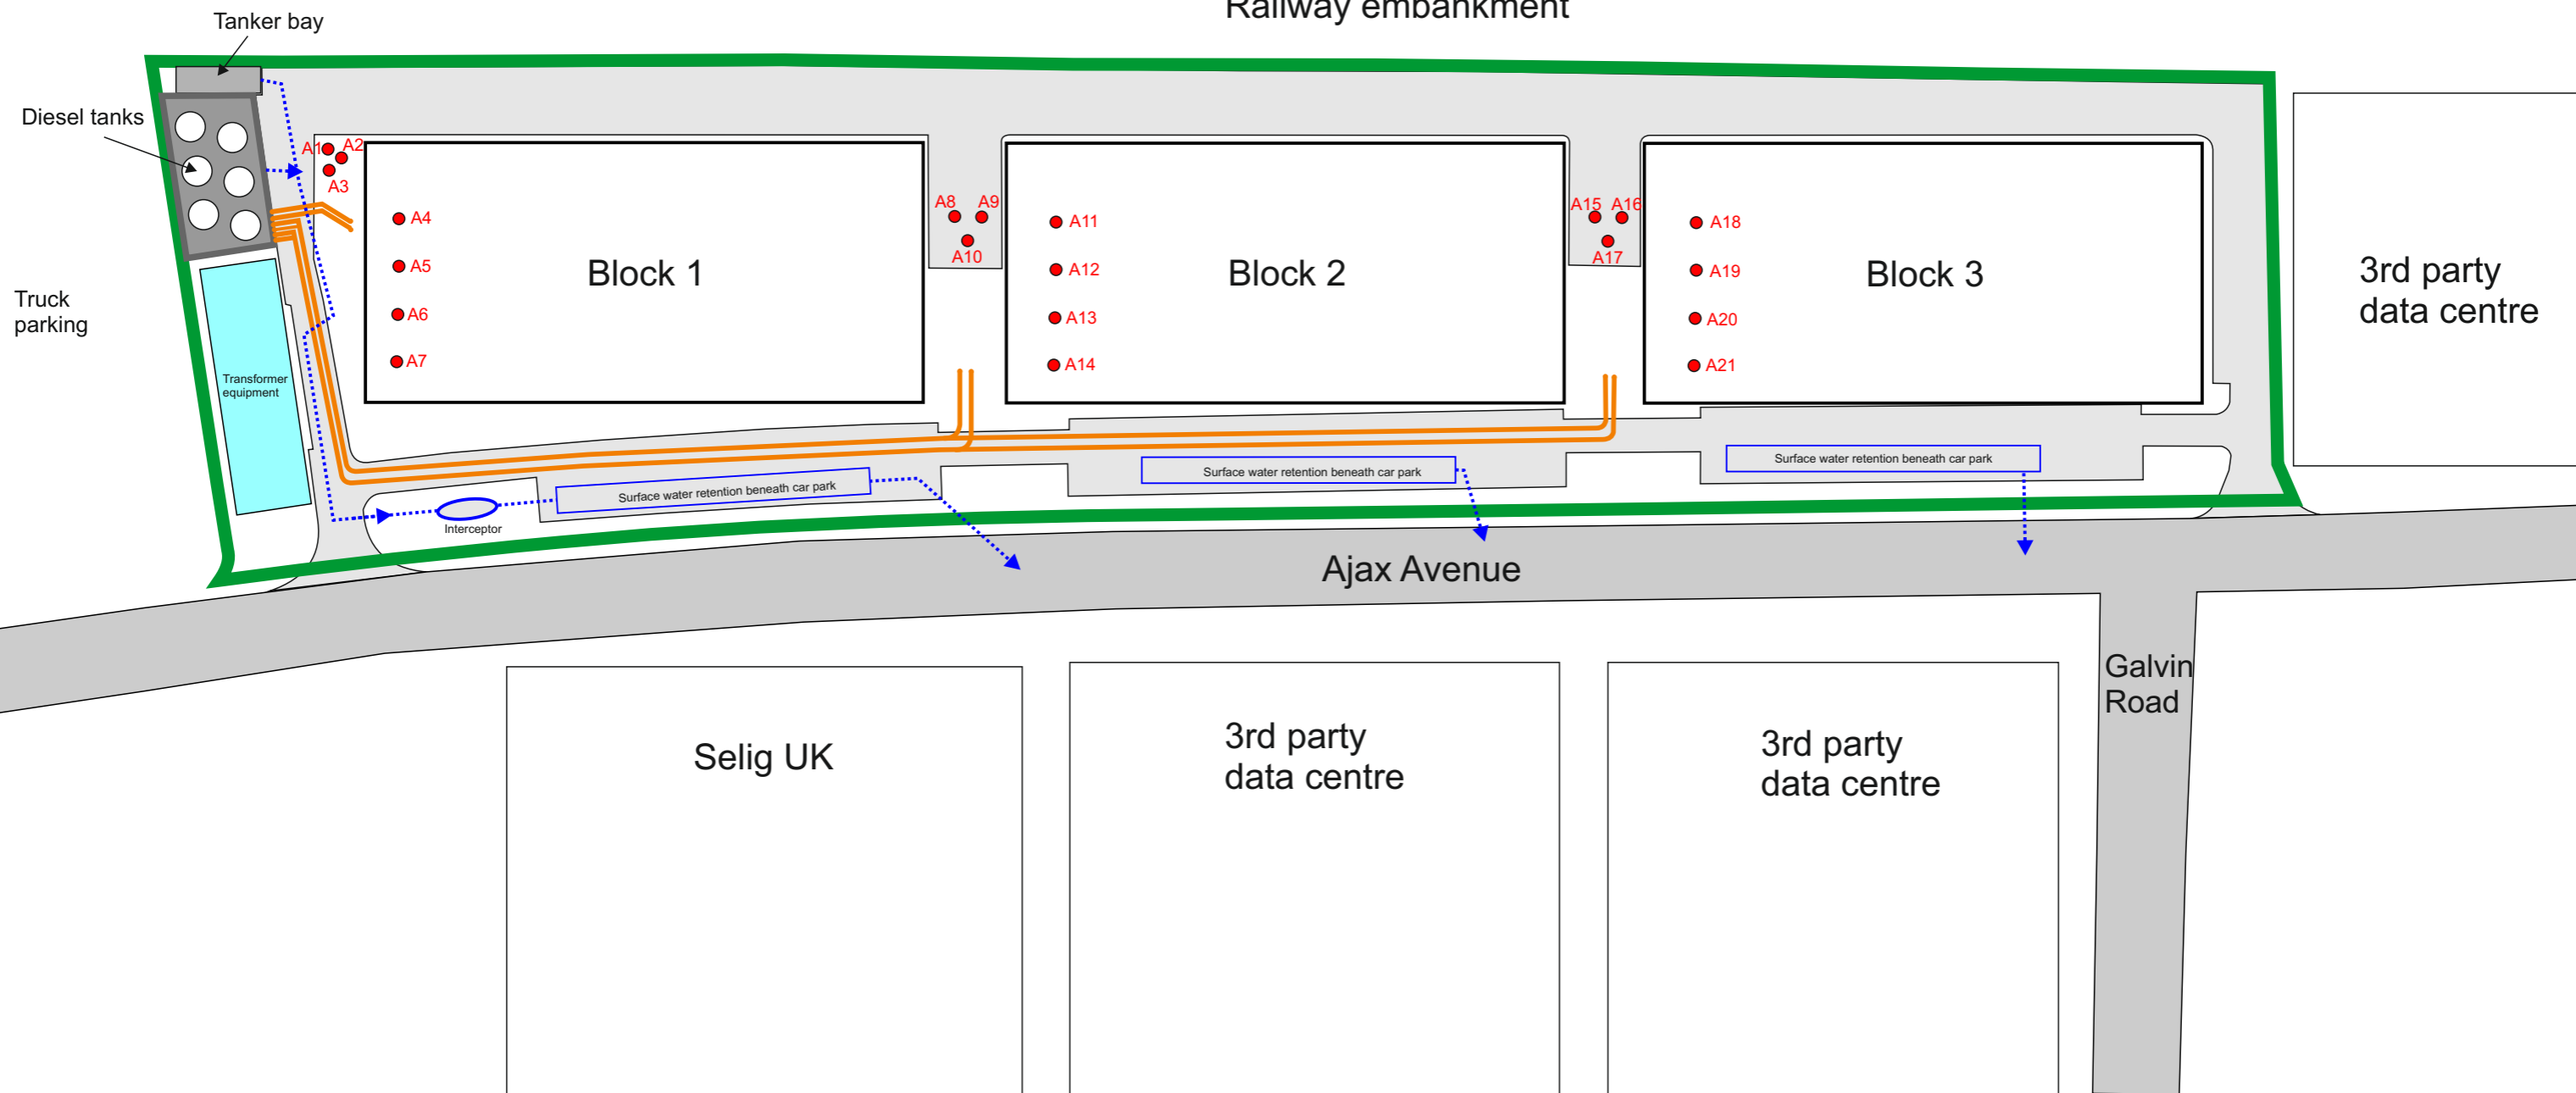 Railway embankment
Tanker bay
Diesel tanks
A1
A2
A3
A4
A5
A6
A7
Block 1
A8
A9
A10
A11
A12
A13
A14
Block 2
A15
A16
A17
A18
A19
A20
A21
Block 3
3rd party
data centre
Truck
parking
Transformer
equipment
Interceptor
Surface water retention beneath car park
Surface water retention beneath car park
Surface water retention beneath car park
Ajax Avenue
Galvin
Road
Selig UK
3rd party
data centre
3rd party
data centre